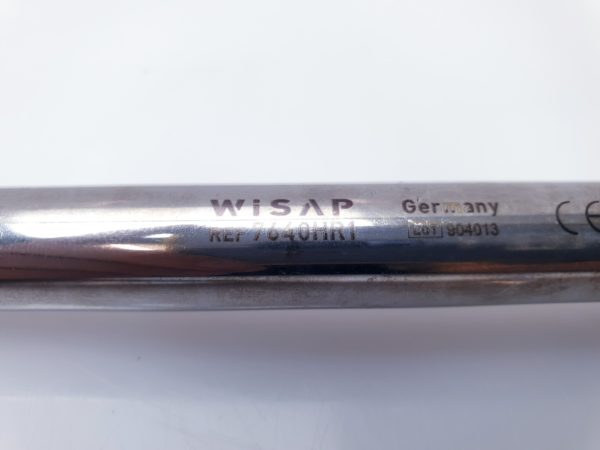 WiSAP Germany
REF 7640HR1 LOT 904013
CE